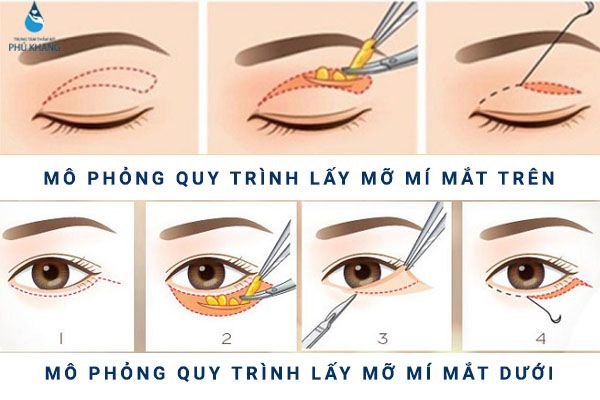 TRUNG TÂM THẨM MỸ
PHÚ KHANG
MÔ PHỎNG QUY TRÌNH LẤY MỠ MÍ MẮT TRÊN
1 2 3 4
MÔ PHỎNG QUY TRÌNH LẤY MỠ MÍ MẮT DƯỚI